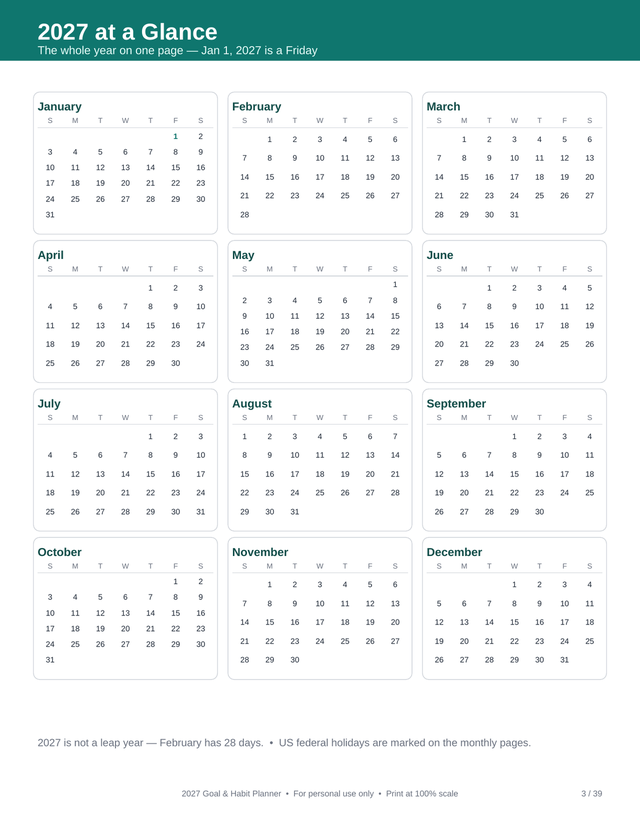 2027 at a Glance
The whole year on one page — Jan 1, 2027 is a Friday
January
S M T W T F S
1 2
3 4 5 6 7 8 9
10 11 12 13 14 15 16
17 18 19 20 21 22 23
24 25 26 27 28 29 30
31
February
S M T W T F S
1 2 3 4 5 6
7 8 9 10 11 12 13
14 15 16 17 18 19 20
21 22 23 24 25 26 27
28
March
S M T W T F S
1 2 3 4 5 6
7 8 9 10 11 12 13
14 15 16 17 18 19 20
21 22 23 24 25 26 27
28 29 30 31
April
S M T W T F S
1 2 3
4 5 6 7 8 9 10
11 12 13 14 15 16 17
18 19 20 21 22 23 24
25 26 27 28 29 30
May
S M T W T F S
1
2 3 4 5 6 7 8
9 10 11 12 13 14 15
16 17 18 19 20 21 22
23 24 25 26 27 28 29
30 31
June
S M T W T F S
1 2 3 4 5
6 7 8 9 10 11 12
13 14 15 16 17 18 19
20 21 22 23 24 25 26
27 28 29 30
July
S M T W T F S
1 2 3
4 5 6 7 8 9 10
11 12 13 14 15 16 17
18 19 20 21 22 23 24
25 26 27 28 29 30 31
August
S M T W T F S
1 2 3 4 5 6 7
8 9 10 11 12 13 14
15 16 17 18 19 20 21
22 23 24 25 26 27 28
29 30 31
September
S M T W T F S
1 2 3 4
5 6 7 8 9 10 11
12 13 14 15 16 17 18
19 20 21 22 23 24 25
26 27 28 29 30
October
S M T W T F S
1 2
3 4 5 6 7 8 9
10 11 12 13 14 15 16
17 18 19 20 21 22 23
24 25 26 27 28 29 30
31
November
S M T W T F S
1 2 3 4 5 6
7 8 9 10 11 12 13
14 15 16 17 18 19 20
21 22 23 24 25 26 27
28 29 30
December
S M T W T F S
1 2 3 4
5 6 7 8 9 10 11
12 13 14 15 16 17 18
19 20 21 22 23 24 25
26 27 28 29 30 31
2027 is not a leap year — February has 28 days. • US federal holidays are marked on the monthly pages.
2027 Goal & Habit Planner • For personal use only • Print at 100% scale
3 / 39